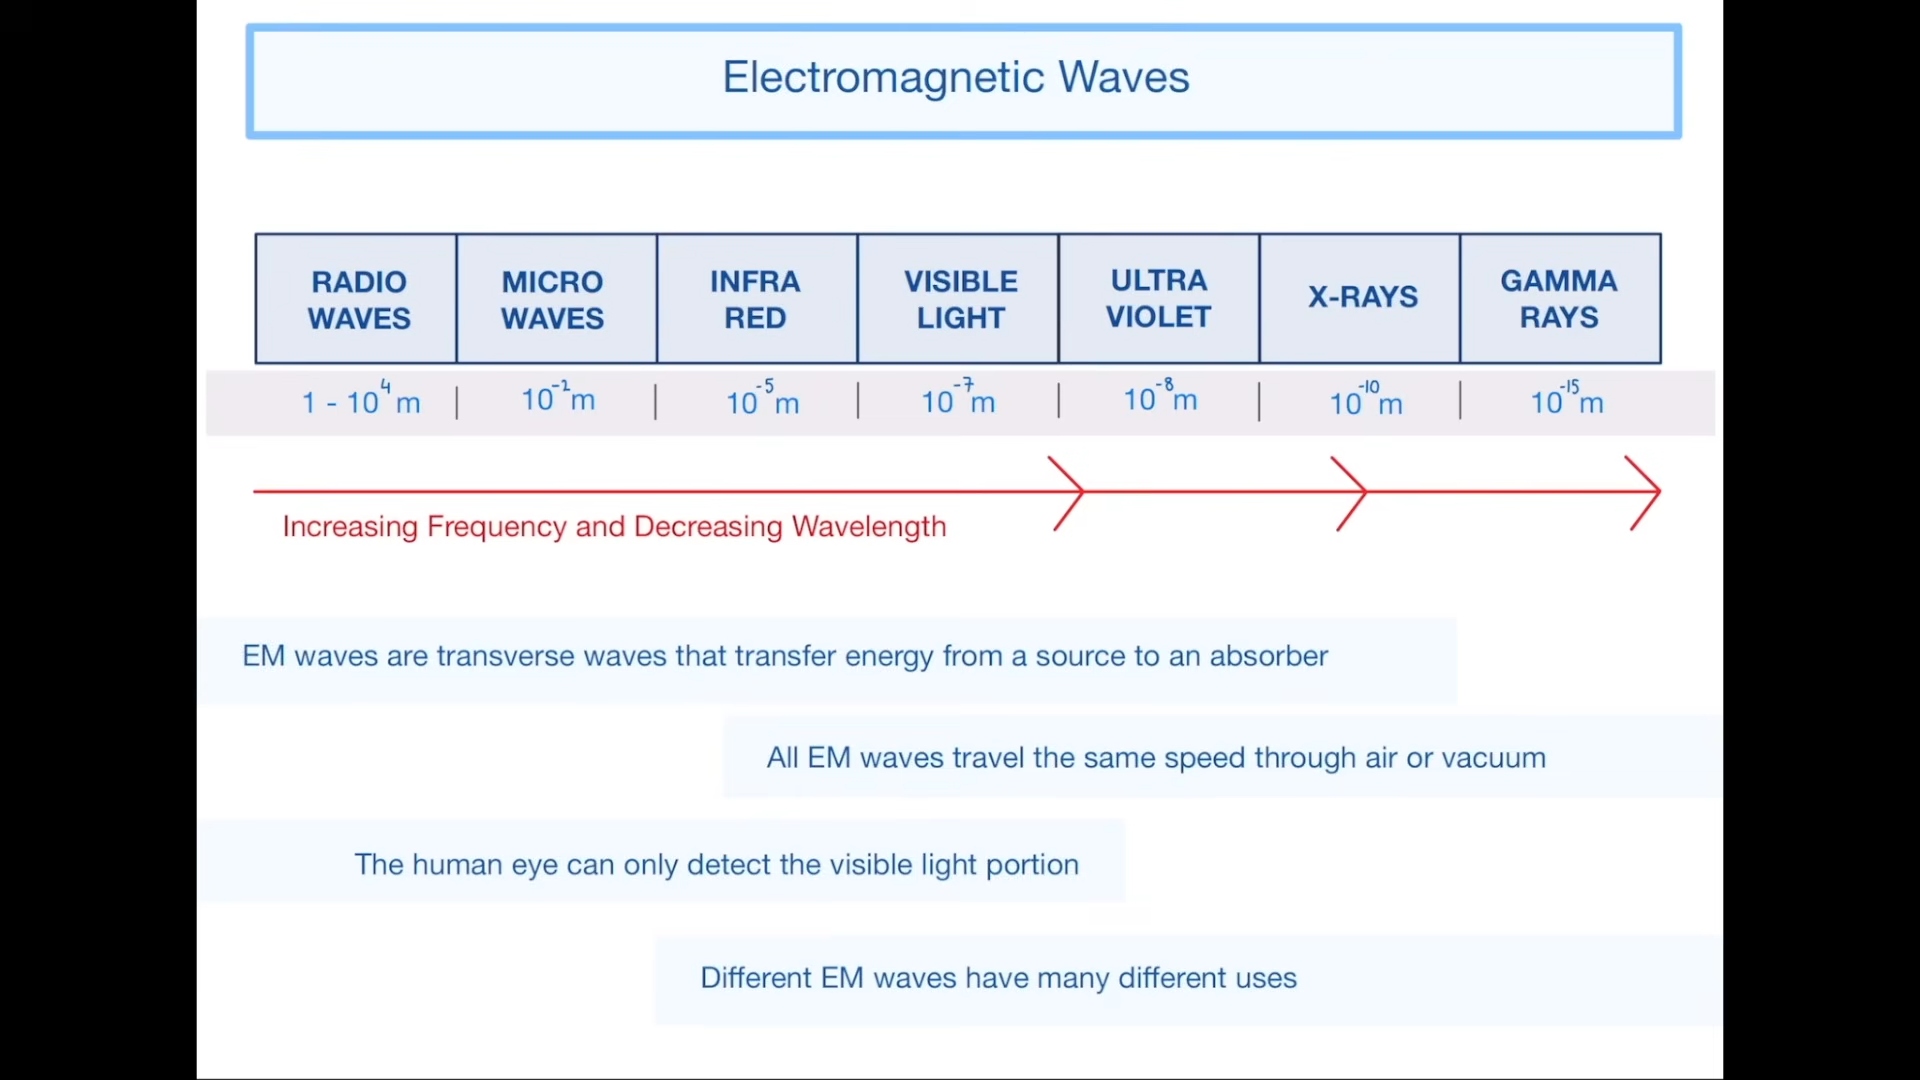 Electromagnetic Waves
RADIO WAVES
MICRO WAVES
INFRA RED
VISIBLE LIGHT
ULTRA VIOLET
X-RAYS
GAMMA RAYS
1 - 10⁴ m | 10⁻² m | 10⁻⁵ m | 10⁻⁷ m | 10⁻⁸ m | 10⁻¹⁰ m | 10⁻¹⁵ m
Increasing Frequency and Decreasing Wavelength
EM waves are transverse waves that transfer energy from a source to an absorber
All EM waves travel the same speed through air or vacuum
The human eye can only detect the visible light portion
Different EM waves have many different uses